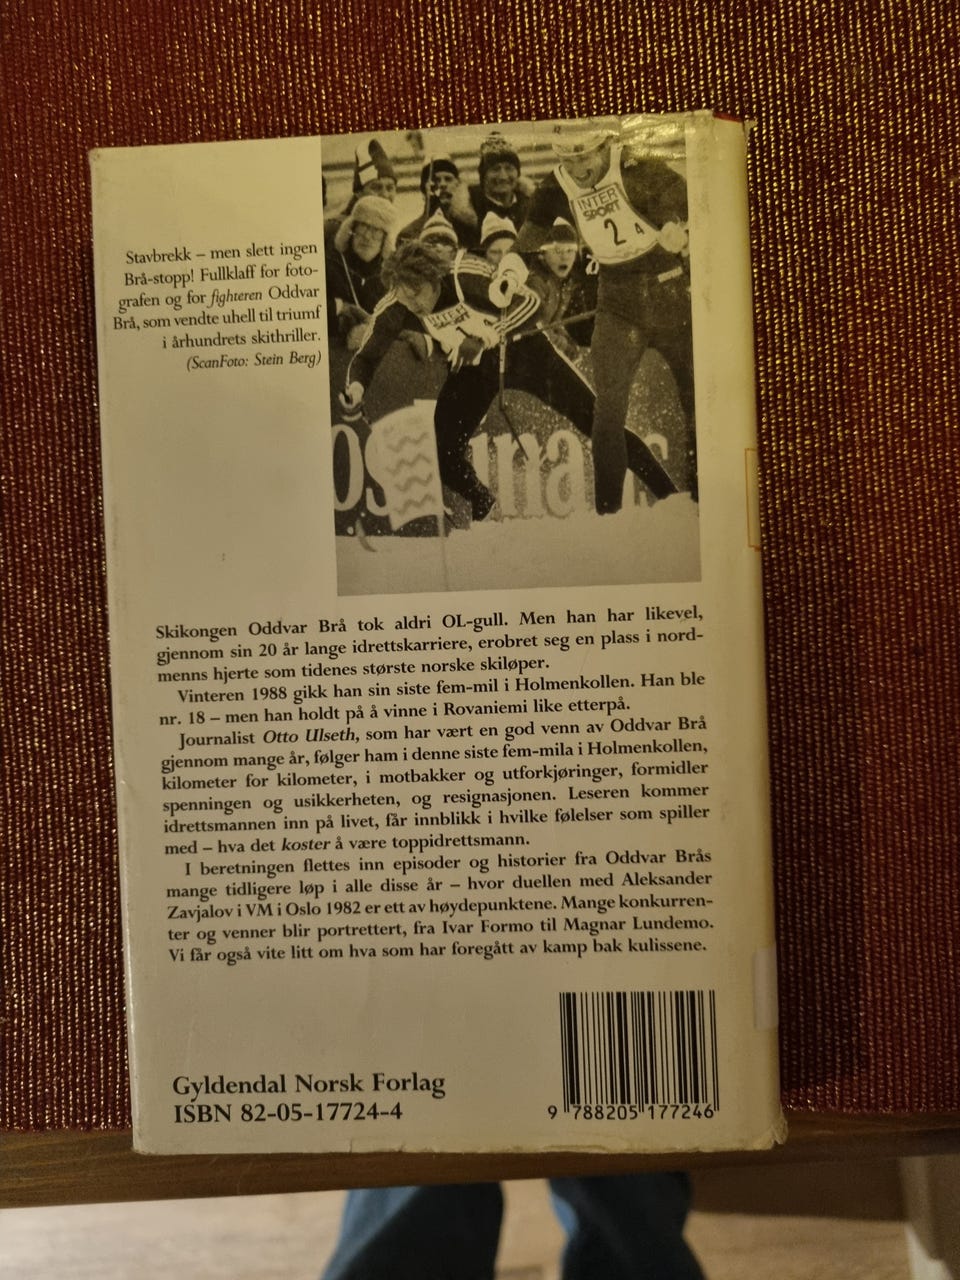 Stavbrekk – men slett ingen
Brå-stopp! Fullklaff for foto-
grafen og for fighteren Oddvar
Brå, som vendte uhell til triumf
i århundrets skithriller.
(ScanFoto: Stein Berg)
INTER
SPORT
2
4
INTER
1
Skikongen Oddvar Brå tok aldri OL-gull. Men han har likevel,
gjennom sin 20 år lange idrettskarriere, erobret seg en plass i nord-
menns hjerte som tidenes største norske skiløper.
Vinteren 1988 gikk han sin siste fem-mil i Holmenkollen. Han ble
nr. 18 – men han holdt på å vinne i Rovaniemi like etterpå.
Journalist Otto Ulseth, som har vært en god venn av Oddvar Brå
gjennom mange år, følger ham i denne siste fem-mila i Holmenkollen,
kilometer for kilometer, i motbakker og utforkjøringer, formidler
spenningen og usikkerheten, og resignasjonen. Leseren kommer
idrettsmannen inn på livet, får innblikk i hvilke følelser som spiller
med – hva det koster å være toppidrettsmann.
I beretningen flettes inn episoder og historier fra Oddvar Brås
mange tidligere løp i alle disse år – hvor duellen med Aleksander
Zavjalov i VM i Oslo 1982 er ett av høydepunktene. Mange konkurren-
ter og venner blir portrettert, fra Ivar Formo til Magnar Lundemo.
Vi får også vite litt om hva som har foregått av kamp bak kulissene.
Gyldendal Norsk Forlag
ISBN 82-05-17724-4
9 788205 177246